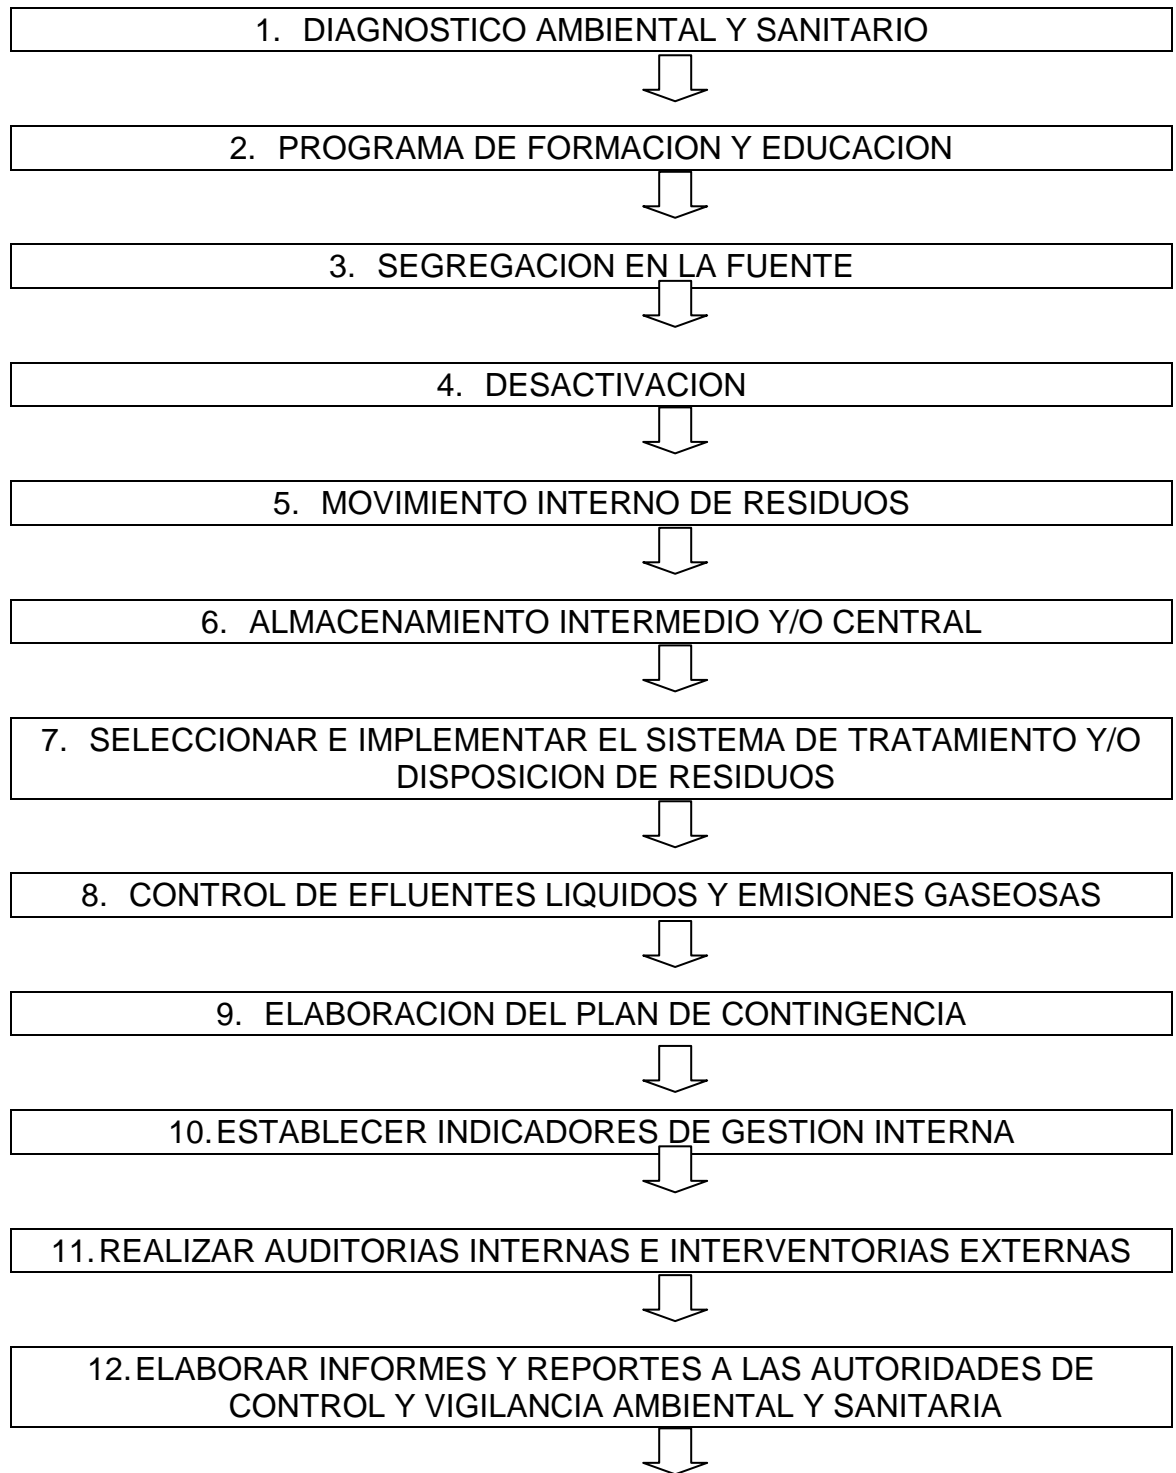 1. DIAGNOSTICO AMBIENTAL Y SANITARIO
2. PROGRAMA DE FORMACION Y EDUCACION
3. SEGREGACION EN LA FUENTE
4. DESACTIVACION
5. MOVIMIENTO INTERNO DE RESIDUOS
6. ALMACENAMIENTO INTERMEDIO Y/O CENTRAL
7. SELECCIONAR E IMPLEMENTAR EL SISTEMA DE TRATAMIENTO Y/O
DISPOSICION DE RESIDUOS
8. CONTROL DE EFLUENTES LIQUIDOS Y EMISIONES GASEOSAS
9. ELABORACION DEL PLAN DE CONTINGENCIA
10. ESTABLECER INDICADORES DE GESTION INTERNA
11. REALIZAR AUDITORIAS INTERNAS E INTERVENTORIAS EXTERNAS
12. ELABORAR INFORMES Y REPORTES A LAS AUTORIDADES DE
CONTROL Y VIGILANCIA AMBIENTAL Y SANITARIA